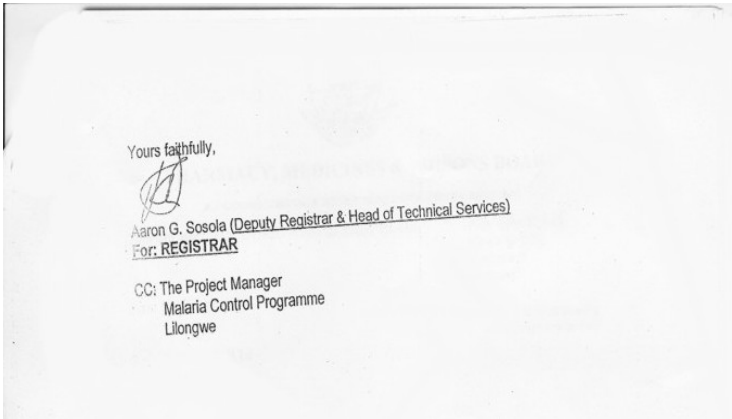 Yours faithfully,
Aaron G. Sosola (Deputy Registrar & Head of Technical Services)
For: REGISTRAR
CC: The Project Manager
Malaria Control Programme
Lilongwe